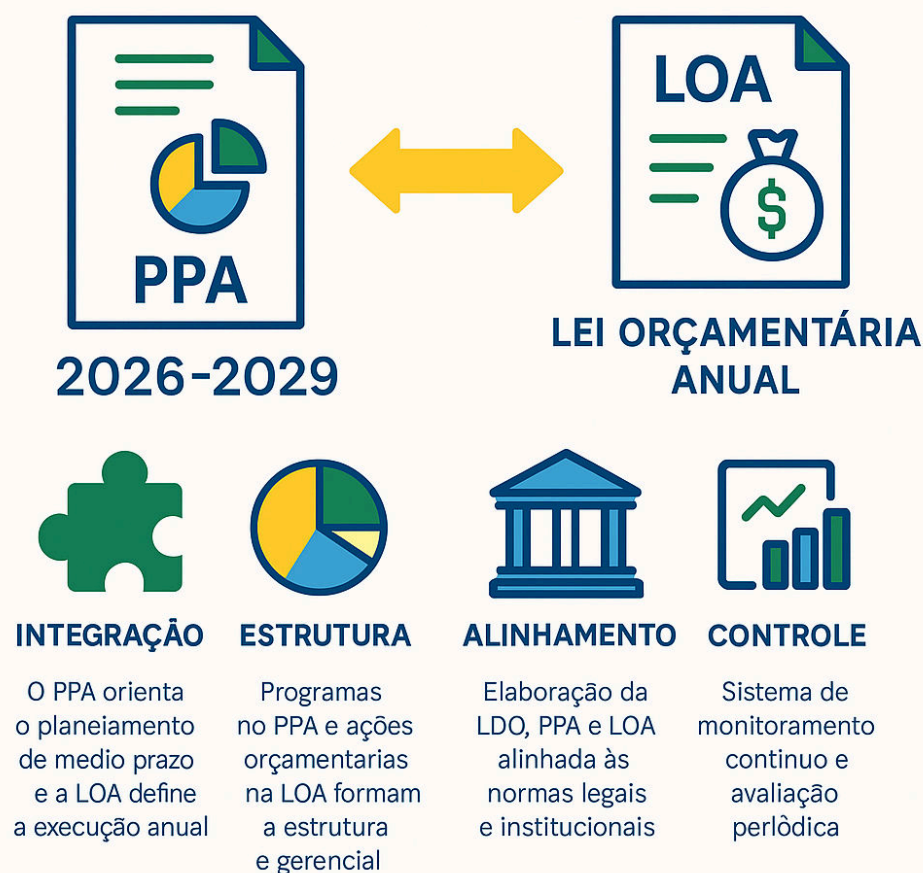 PPA
2026-2029
LOA
$
LEI ORÇAMENTÁRIA
ANUAL
INTEGRAÇÃO
O PPA orienta
o planeiamento
de medio prazo
e a LOA define
a execução anual
ESTRUTURA
Programas
no PPA e ações
orçamentarias
na LOA formam
a estrutura
e gerencial
ALINHAMENTO
Elaboração da
LDO, PPA e LOA
alinhada às
normas legais
e institucionais
CONTROLE
Sistema de
monitoramento
continuo e
avaliação
perlòdica